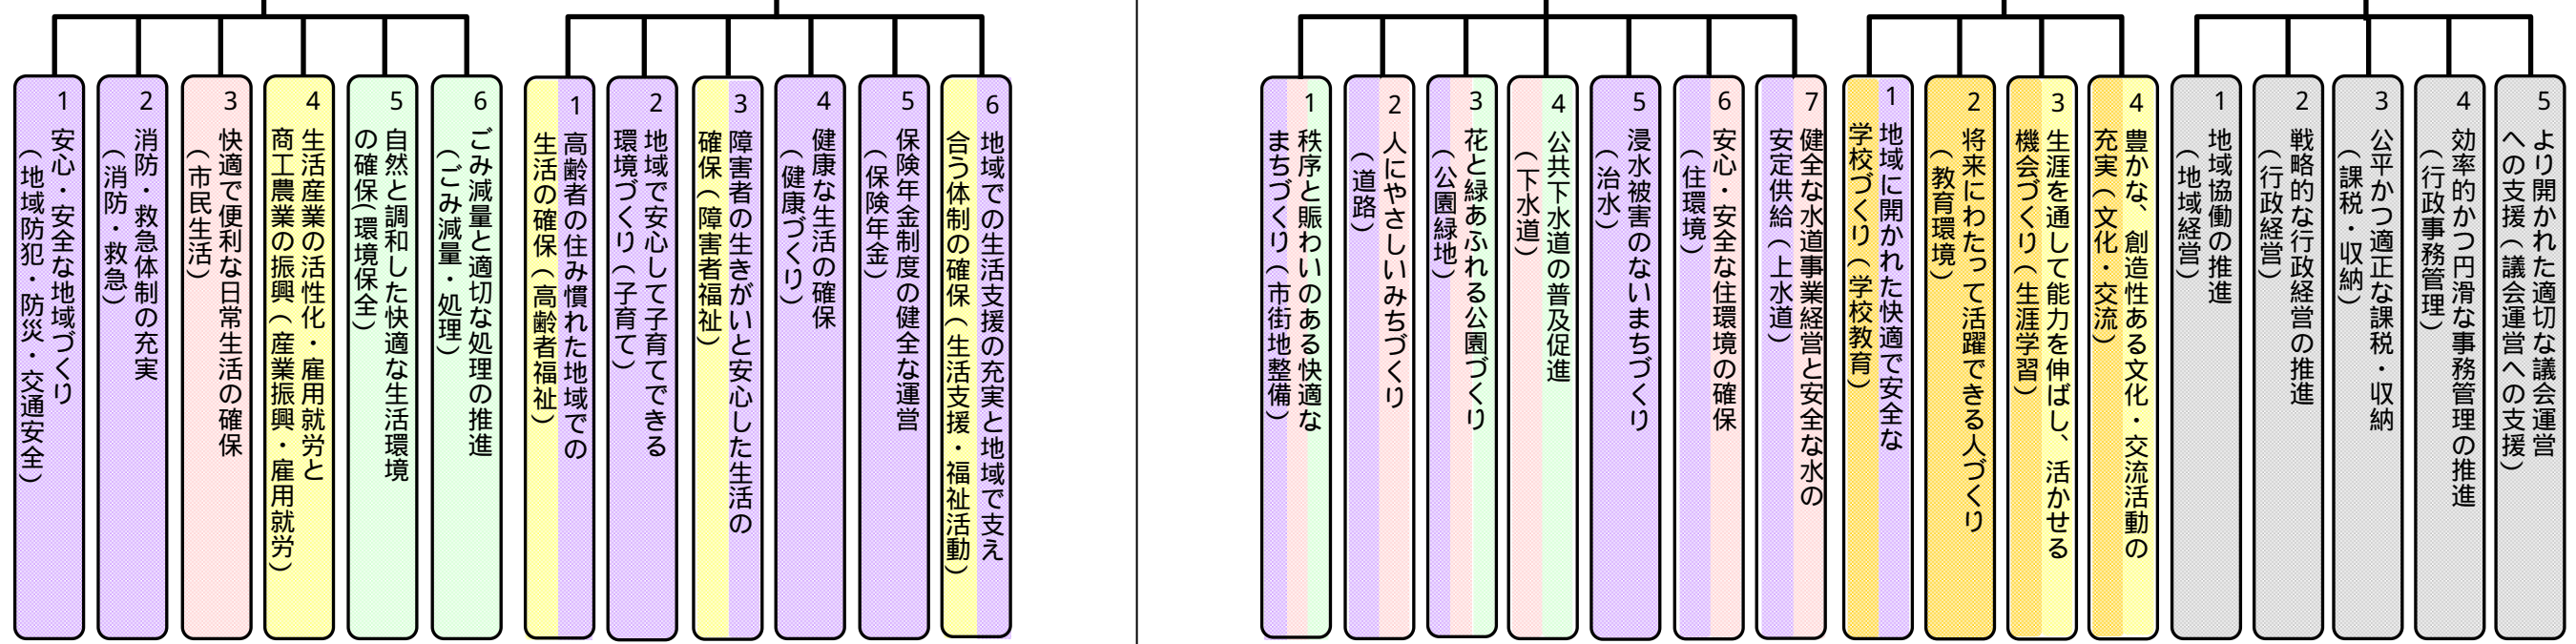 1
安心・安全な地域づくり
（地域防犯・防災・交通安全）
2
消防・救急体制の充実
（消防・救急）
3
快適で便利な日常生活の確保
（市民生活）
4
生活産業の活性化・雇用就労と
商工農業の振興（産業振興・雇用就労）
5
自然と調和した快適な生活環境
の確保（環境保全）
6
ごみ減量と適切な処理の推進
（ごみ減量・処理）
1
高齢者の住み慣れた地域での
生活の確保（高齢者福祉）
2
地域で安心して子育てできる
環境づくり（子育て）
3
障害者の生きがいと安心した生活の
確保（障害者福祉）
4
健康な生活の確保
（健康づくり）
5
保険年金制度の健全な運営
（保険年金）
6
地域での生活支援の充実と地域で支え
合う体制の確保（生活支援・福祉活動）
1
秩序と賑わいのある快適な
まちづくり（市街地整備）
2
人にやさしいみちづくり
（道路）
3
花と緑あふれる公園づくり
（公園緑地）
4
公共下水道の普及促進
（下水道）
5
浸水被害のないまちづくり
（治水）
6
安心・安全な住環境の確保
（住環境）
7
健全な水道事業経営と安全な水の
安定供給（上水道）
1
地域に開かれた快適で安全な
学校づくり（学校教育）
2
将来にわたって活躍できる人づくり
（教育環境）
3
生涯を通して能力を伸ばし、活かせる
機会づくり（生涯学習）
4
豊かな、創造性ある文化・交流活動の
充実（文化・交流）
1
地域協働の推進
（地域経営）
2
戦略的な行政経営の推進
（行政経営）
3
公平かつ適正な課税・収納
（課税・収納）
4
効率的かつ円滑な事務管理の推進
（行政事務管理）
5
より開かれた適切な議会運営
への支援（議会運営への支援）